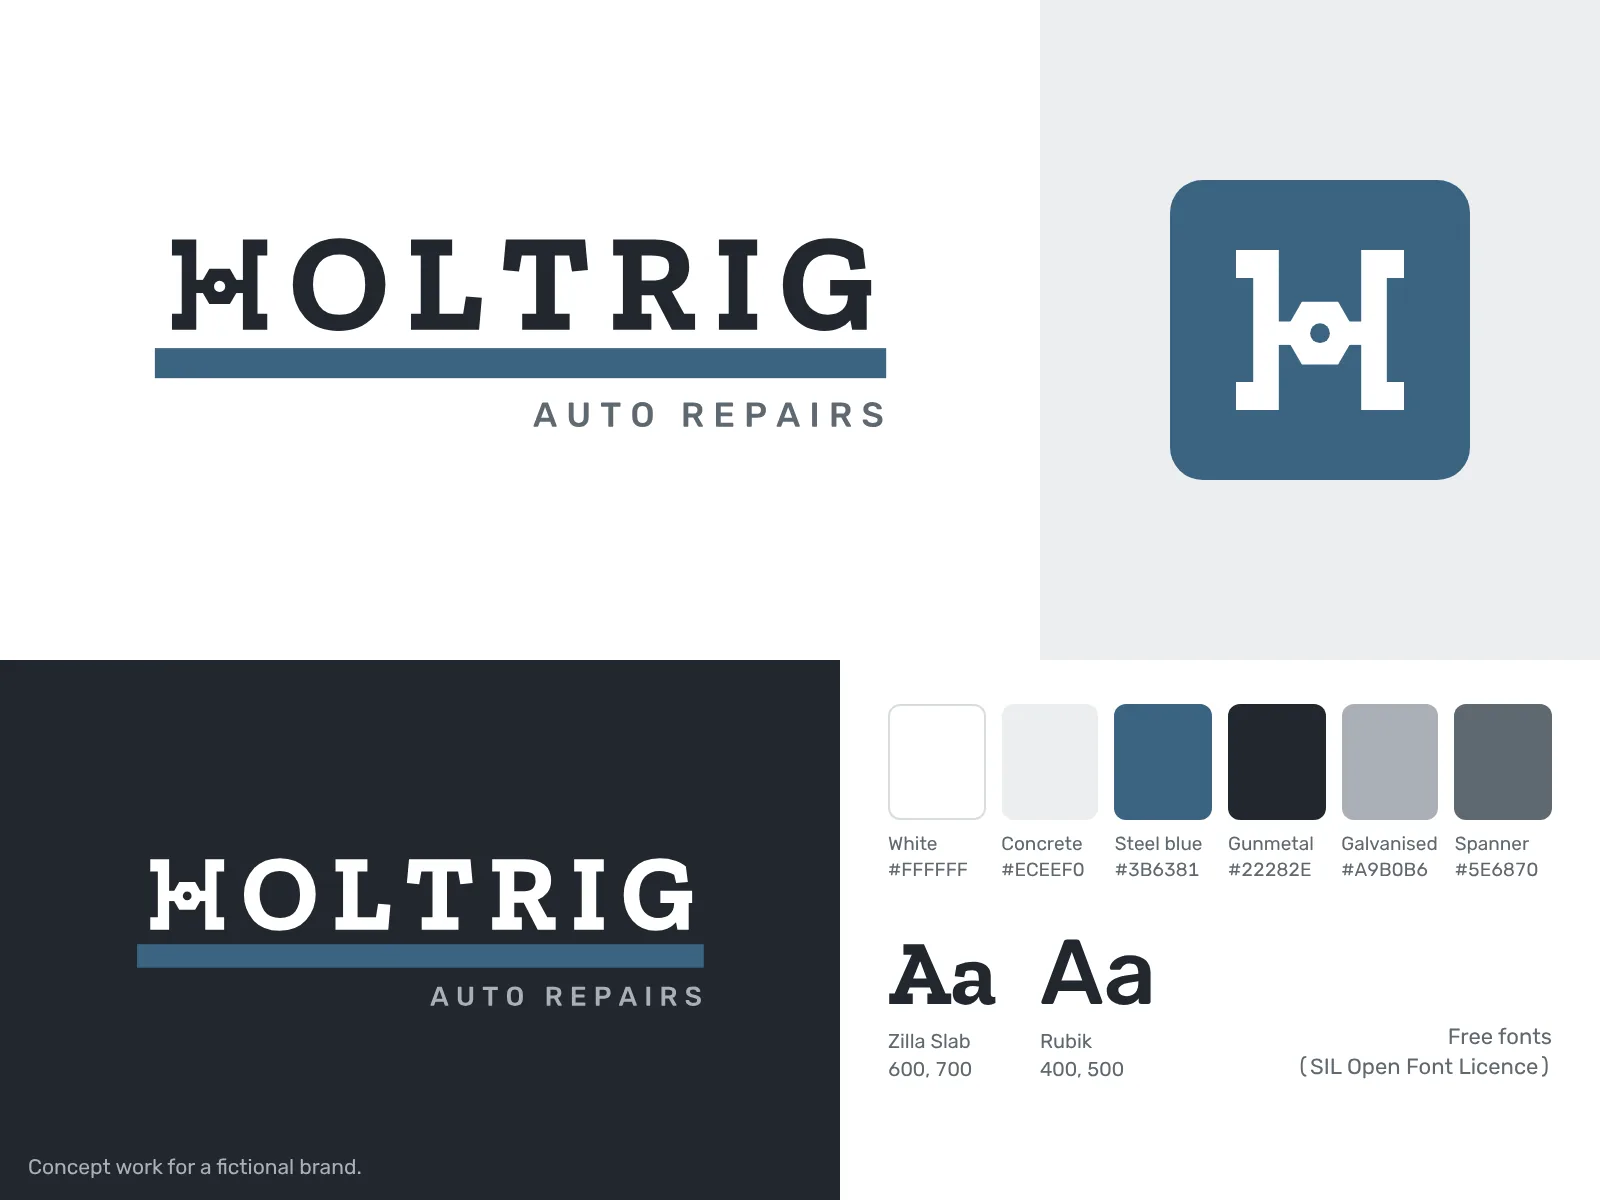 HOLTRIG
AUTO REPAIRS
H
HOLTRIG
AUTO REPAIRS
Concept work for a fictional brand.
White Concrete Steel blue Gunmetal Galvanised Spanner
#FFFFFF #ECEEF0 #3B6381 #22282E #A9B0B6 #5E6870
Aa Aa
Zilla Slab Rubik
600, 700 400, 500
Free fonts
(SIL Open Font Licence)